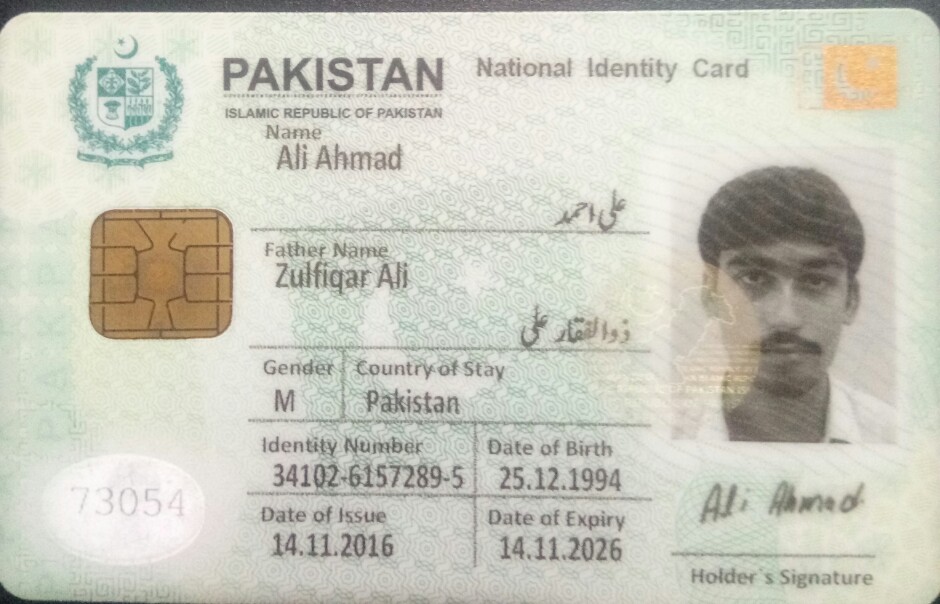 PAKISTAN
National Identity Card
ISLAMIC REPUBLIC OF PAKISTAN
Name
Ali Ahmad
علی احمد
Father Name
Zulfiqar Ali
ذوالفقار علی
Gender
Country of Stay
M
Pakistan
Identity Number
Date of Birth
34102-6157289-5
25.12.1994
73054
Date of Issue
Date of Expiry
14.11.2016
14.11.2026
Ali Ahmad
Holder's Signature